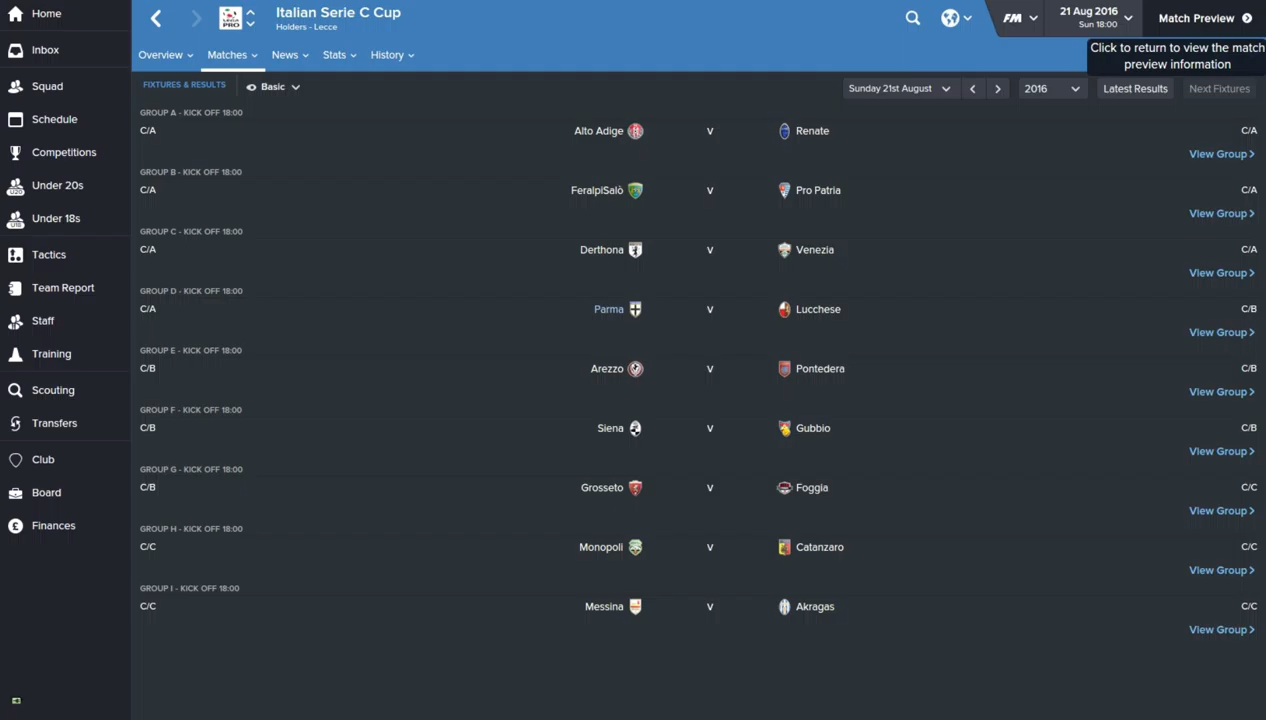 Home
Italian Serie C Cup
Holders - Lecce
FM
21 Aug 2016
Sun 18:00
Match Preview
Click to return to view the match
preview information
Inbox
Overview
Matches
News
Stats
History
Squad
FIXTURES & RESULTS
Basic
Sunday 21st August
2016
Latest Results
Next Fixtures
Schedule
GROUP A - KICK OFF 18:00
C/A Alto Adige v Renate C/A
View Group
Competitions
GROUP B - KICK OFF 18:00
Under 20s
C/A FeralpiSalò v Pro Patria C/A
View Group
Under 18s
GROUP C - KICK OFF 18:00
C/A Derthona v Venezia C/A
Tactics
View Group
Team Report
GROUP D - KICK OFF 18:00
C/A Parma v Lucchese C/B
Staff
View Group
Training
GROUP E - KICK OFF 18:00
C/B Arezzo v Pontedera C/B
Scouting
View Group
GROUP F - KICK OFF 18:00
Transfers
C/B Siena v Gubbio C/B
View Group
Club
GROUP G - KICK OFF 18:00
C/B Grosseto v Foggia C/C
Board
View Group
Finances
GROUP H - KICK OFF 18:00
C/C Monopoli v Catanzaro C/C
View Group
GROUP I - KICK OFF 18:00
C/C Messina v Akragas C/C
View Group